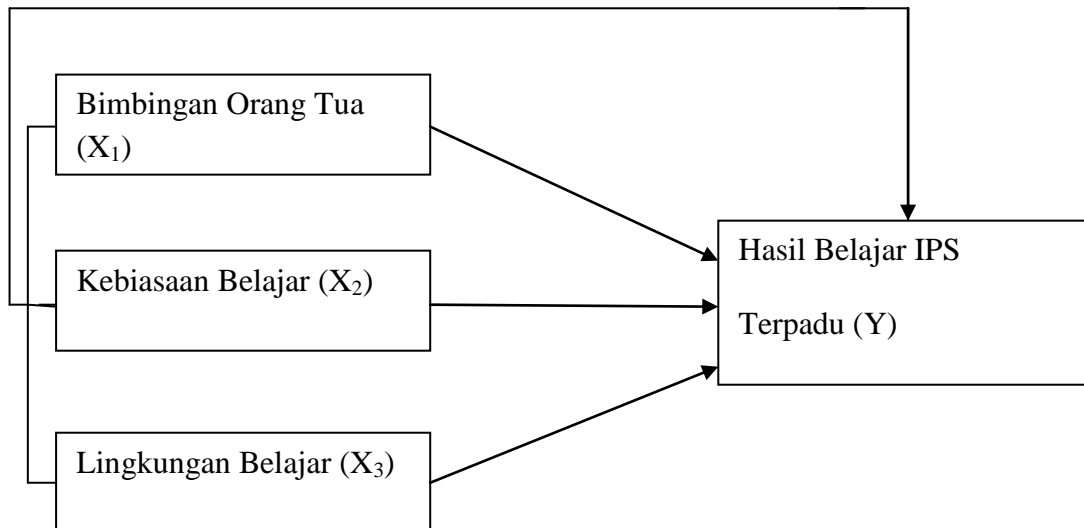 Bimbingan Orang Tua
(X₁)
Kebiasaan Belajar (X₂)
Lingkungan Belajar (X₃)
Hasil Belajar IPS
Terpadu (Y)